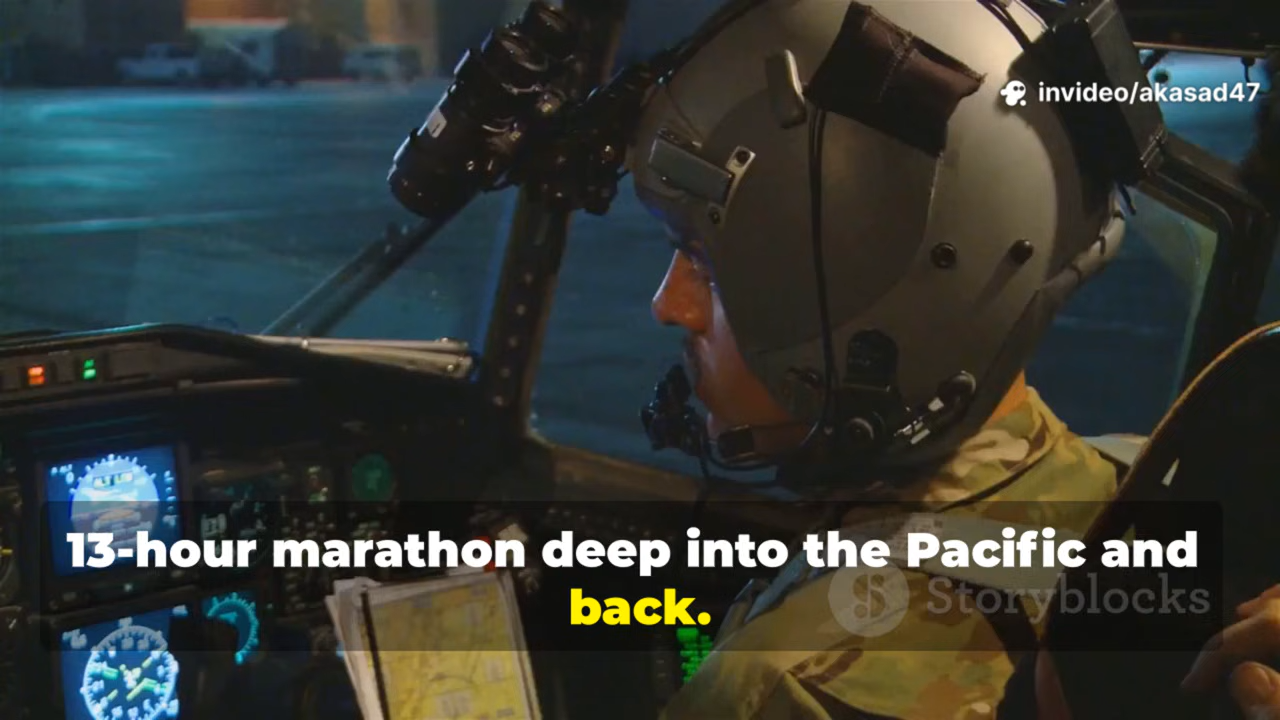 invideo/akasad47
13-hour marathon deep into the Pacific and
back.
Storyblocks